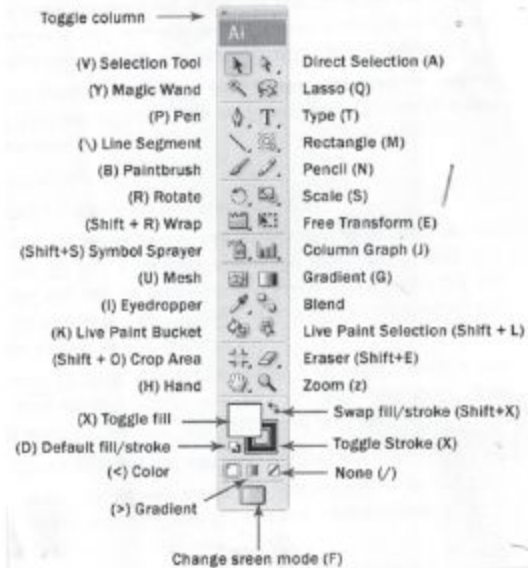 Toggle column
Ai
(V) Selection Tool Direct Selection (A)
(Y) Magic Wand Lasso (Q)
(P) Pen Type (T)
(\) Line Segment Rectangle (M)
(B) Paintbrush Pencil (N)
(R) Rotate Scale (S)
(Shift + R) Wrap Free Transform (E)
(Shift+S) Symbol Sprayer Column Graph (J)
(U) Mesh Gradient (G)
(I) Eyedropper Blend
(K) Live Paint Bucket Live Paint Selection (Shift + L)
(Shift + O) Crop Area Eraser (Shift+E)
(H) Hand Zoom (z)
(X) Toggle fill Swap fill/stroke (Shift+X)
(D) Default fill/stroke Toggle Stroke (X)
(<) Color None (/)
(>) Gradient
Change sreen mode (F)